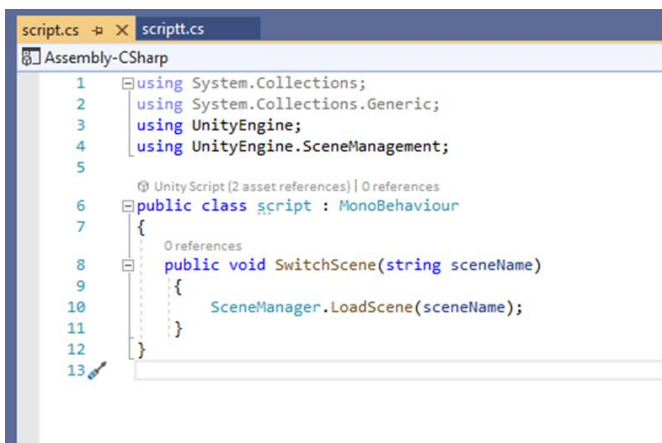 script.cs scriptt.cs
Assembly-CSharp
1 using System.Collections;
2 using System.Collections.Generic;
3 using UnityEngine;
4 using UnityEngine.SceneManagement;
5
Unity Script (2 asset references) | 0 references
6 public class script : MonoBehaviour
7 {
0 references
8 public void SwitchScene(string sceneName)
9 {
10 SceneManager.LoadScene(sceneName);
11 }
12 }
13